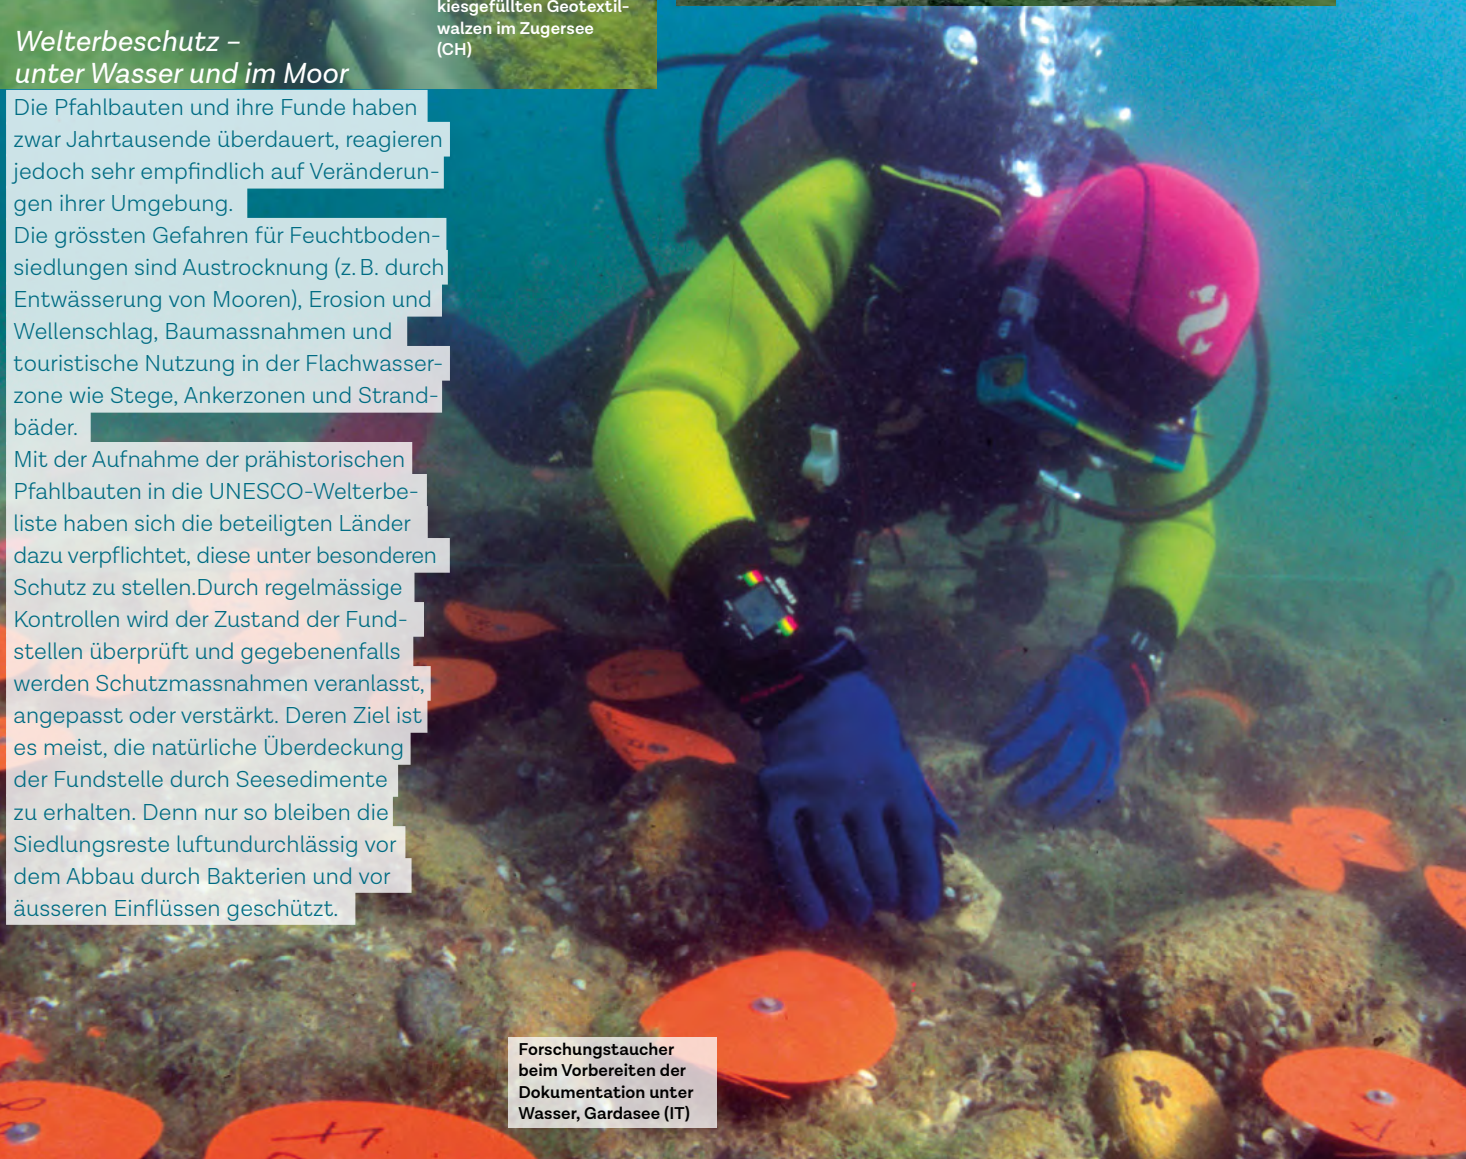 kiesgefüllten Geotextil-
walzen im Zugersee
(CH)
Welterbeschutz –
unter Wasser und im Moor
Die Pfahlbauten und ihre Funde haben
zwar Jahrtausende überdauert, reagieren
jedoch sehr empfindlich auf Veränderun-
gen ihrer Umgebung.
Die grössten Gefahren für Feuchtboden-
siedlungen sind Austrocknung (z. B. durch
Entwässerung von Mooren), Erosion und
Wellenschlag, Baumassnahmen und
touristische Nutzung in der Flachwasser-
zone wie Stege, Ankerzonen und Strand-
bäder.
Mit der Aufnahme der prähistorischen
Pfahlbauten in die UNESCO-Welterbe-
liste haben sich die beteiligten Länder
dazu verpflichtet, diese unter besonderen
Schutz zu stellen.Durch regelmässige
Kontrollen wird der Zustand der Fund-
stellen überprüft und gegebenenfalls
werden Schutzmassnahmen veranlasst,
angepasst oder verstärkt. Deren Ziel ist
es meist, die natürliche Überdeckung
der Fundstelle durch Seesedimente
zu erhalten. Denn nur so bleiben die
Siedlungsreste luftundurchlässig vor
dem Abbau durch Bakterien und vor
äusseren Einflüssen geschützt.
Forschungstaucher
beim Vorbereiten der
Dokumentation unter
Wasser, Gardasee (IT)